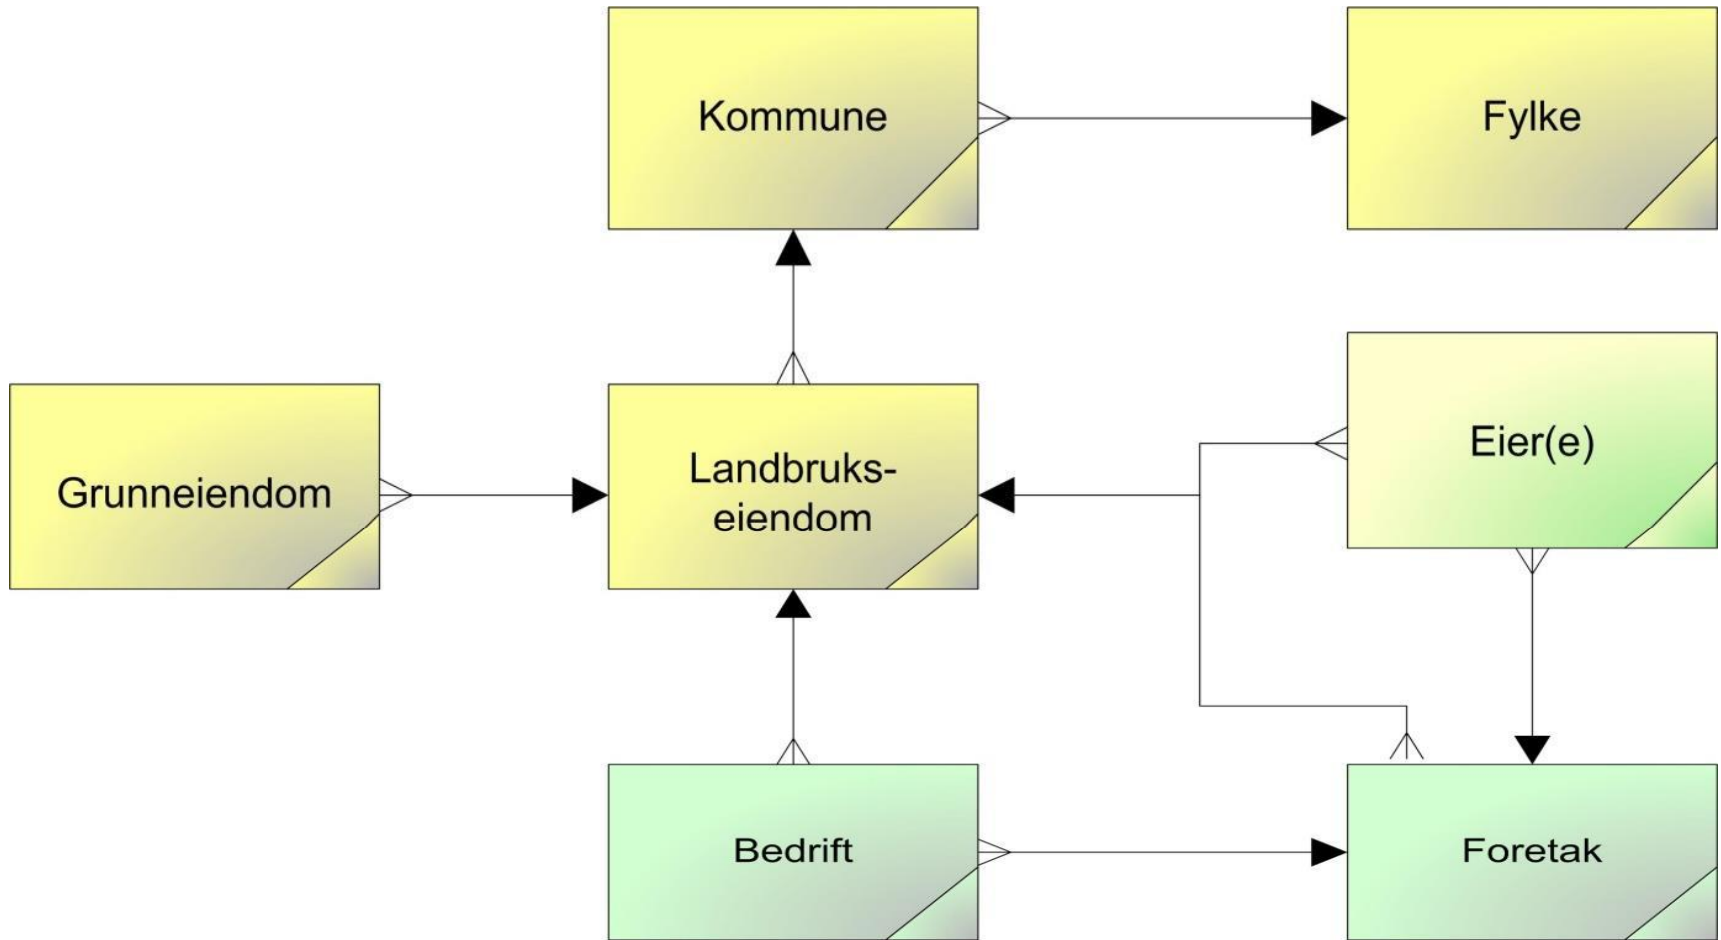 Kommune
Fylke
Grunneiendom
Landbruks-
eiendom
Eier(e)
Bedrift
Foretak